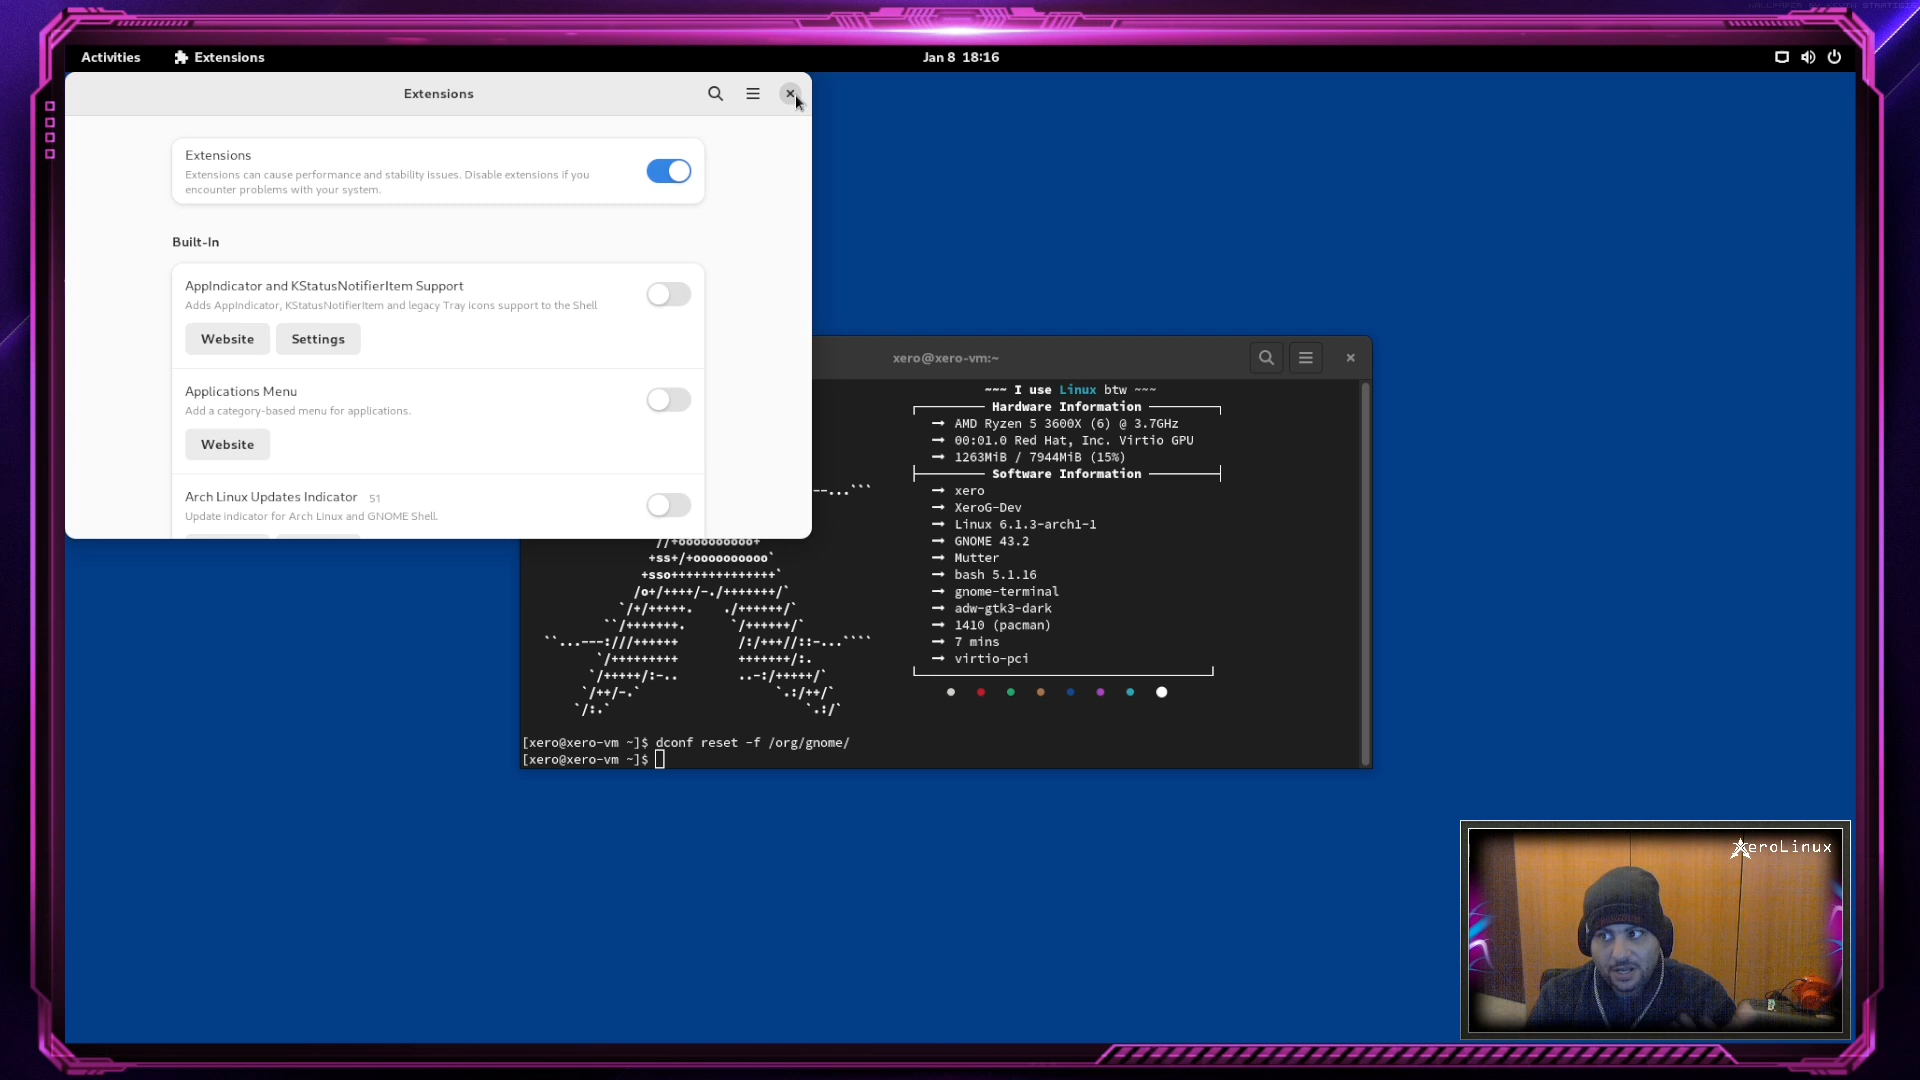 Activities
Extensions
Jan 8 18:16
Extensions
Extensions
Extensions can cause performance and stability issues. Disable extensions if you
encounter problems with your system.
Built-In
AppIndicator and KStatusNotifierItem Support
Adds AppIndicator, KStatusNotifierItem and legacy Tray icons support to the Shell
Website
Settings
Applications Menu
Add a category-based menu for applications.
Website
Arch Linux Updates Indicator 51
Update indicator for Arch Linux and GNOME Shell.
xero@xero-vm:~
~~~ I use Linux btw ~~~
Hardware Information
→ AMD Ryzen 5 3600X (6) @ 3.7GHz
→ 00:01.0 Red Hat, Inc. Virtio GPU
→ 1263MiB / 7944MiB (15%)
Software Information
→ xero
→ XeroG-Dev
→ Linux 6.1.3-arch1-1
→ GNOME 43.2
→ Mutter
→ bash 5.1.16
→ gnome-terminal
→ adw-gtk3-dark
→ 1410 (pacman)
→ 7 mins
→ virtio-pci
--...```
//+oooooooooo+
+ss+/+oooooooooo`
+sso++++++++++++++`
/o+/++++/-./+++++++/`
`/+/+++++. ./++++++/`
``/+++++++. `/++++++/`
``...---:///++++++ /:/+++//::-...````
`/+++++++++ +++++++/:.
`/+++++/:-.. ..-:/+++++/`
`/++/-.` `.:/++/`
`/:.` `.:/`
[xero@xero-vm ~]$ dconf reset -f /org/gnome/
[xero@xero-vm ~]$
XeroLinux